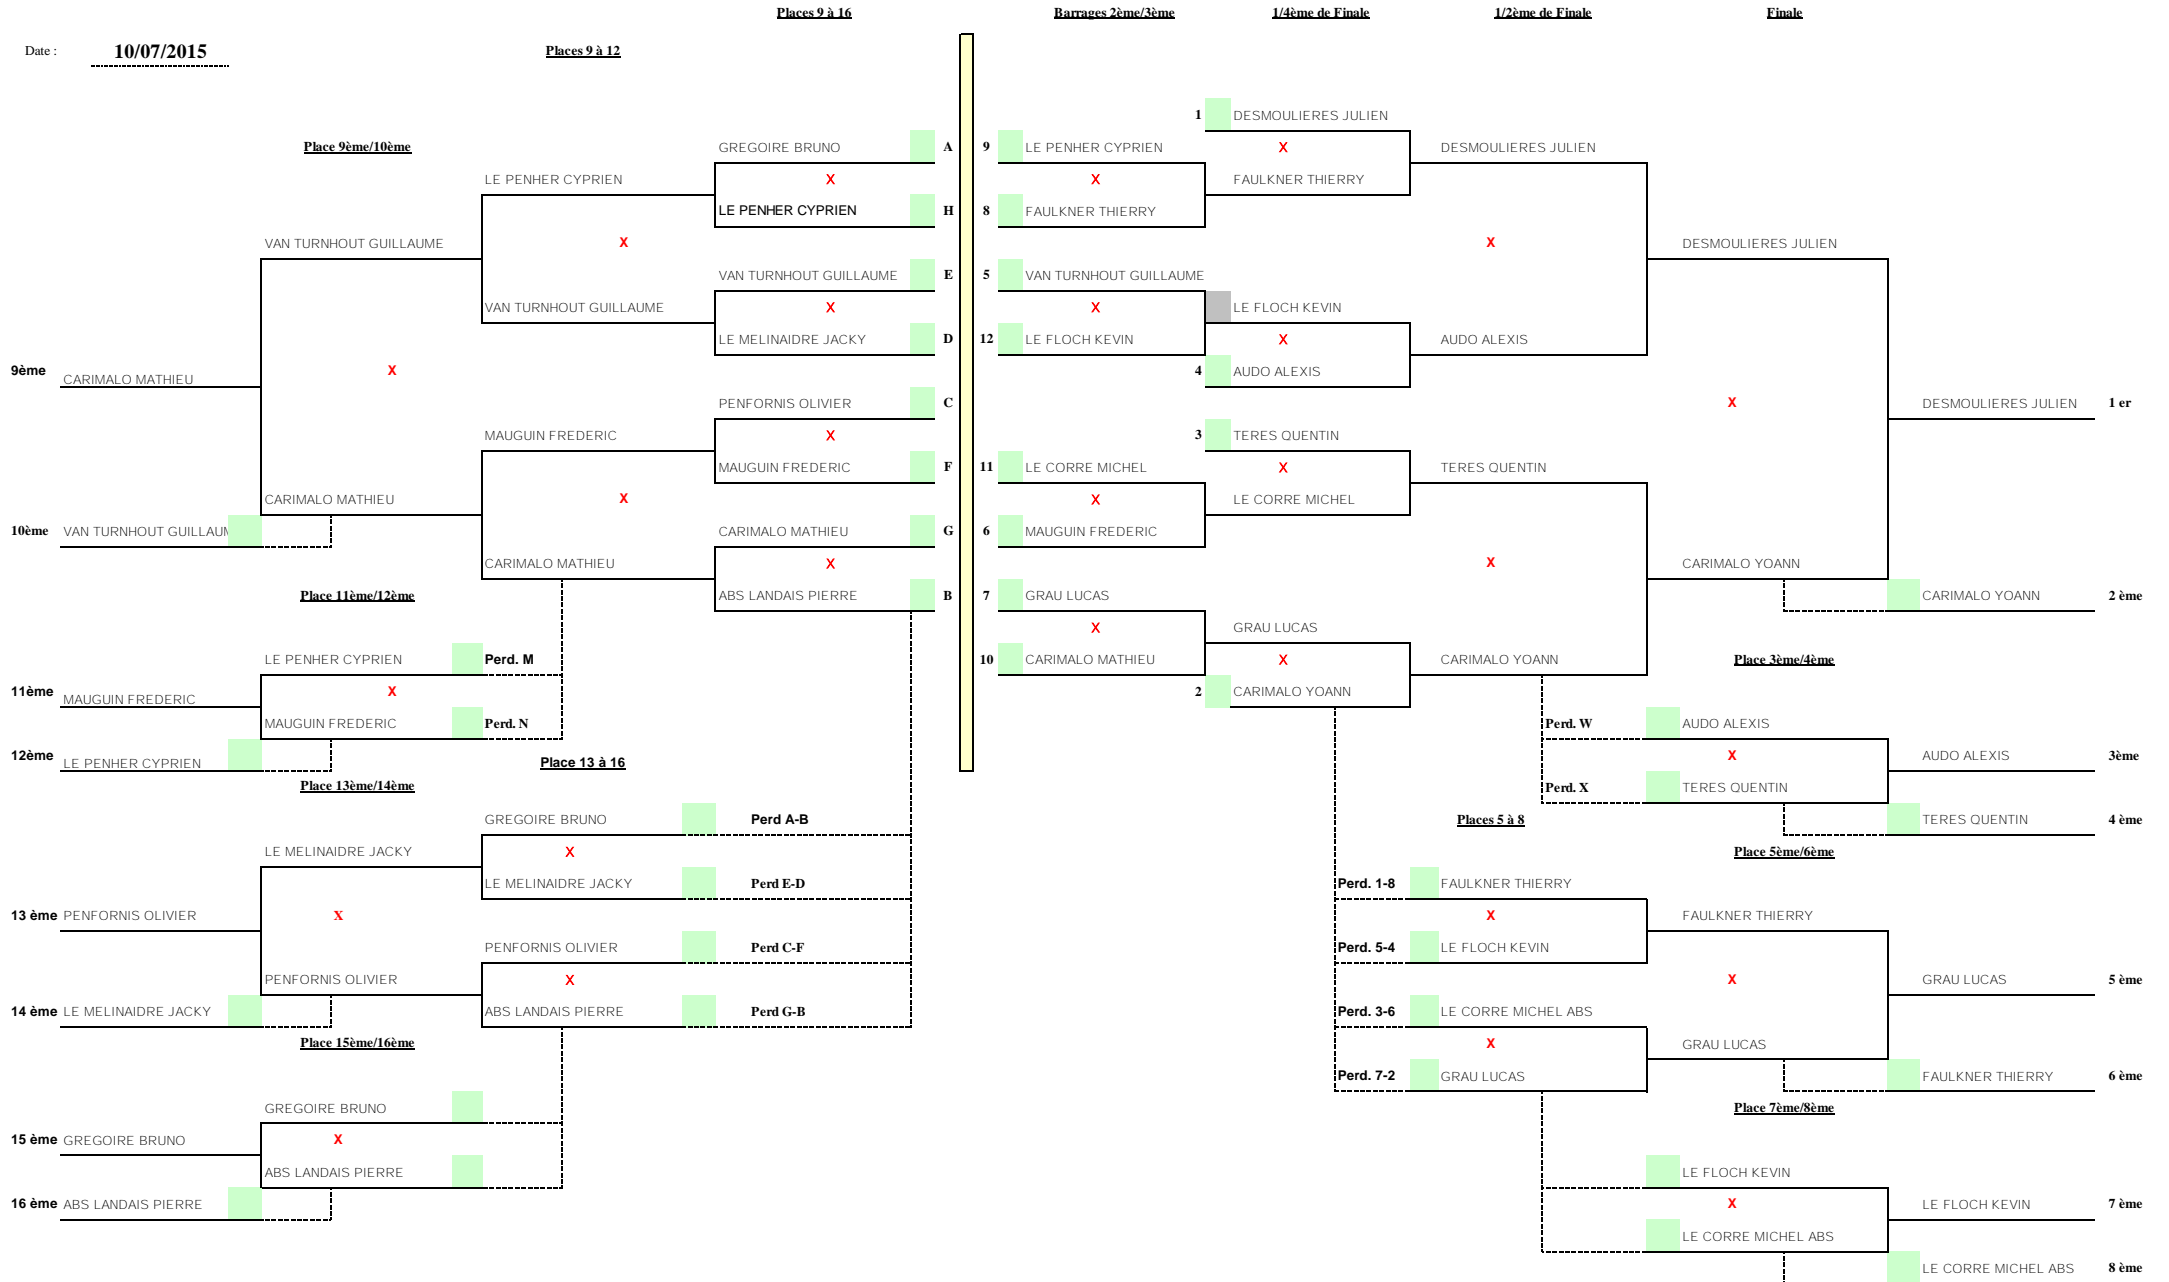 Places 9 à 16 Barrages 2ème/3ème 1/4ème de Finale 1/2ème de Finale Finale
Date : 10/07/2015 Places 9 à 12
1 DESMOULIERES JULIEN
Place 9ème/10ème GREGOIRE BRUNO A 9 LE PENHER CYPRIEN X DESMOULIERES JULIEN
LE PENHER CYPRIEN X X FAULKNER THIERRY
LE PENHER CYPRIEN H 8 FAULKNER THIERRY
VAN TURNHOUT GUILLAUME X X DESMOULIERES JULIEN
VAN TURNHOUT GUILLAUME E 5 VAN TURNHOUT GUILLAUME
VAN TURNHOUT GUILLAUME X X LE FLOCH KEVIN
LE MELINAIDRE JACKY D 12 LE FLOCH KEVIN X AUDO ALEXIS
9ème CARIMALO MATHIEU X 4 AUDO ALEXIS
PENFORNIS OLIVIER C X DESMOULIERES JULIEN 1 er
MAUGUIN FREDERIC X 3 TERES QUENTIN
MAUGUIN FREDERIC F 11 LE CORRE MICHEL X TERES QUENTIN
CARIMALO MATHIEU X X LE CORRE MICHEL
10ème VAN TURNHOUT GUILLAUM CARIMALO MATHIEU G 6 MAUGUIN FREDERIC
CARIMALO MATHIEU X X CARIMALO YOANN
Place 11ème/12ème ABS LANDAIS PIERRE B 7 GRAU LUCAS CARIMALO YOANN 2 ème
X GRAU LUCAS
LE PENHER CYPRIEN Perd. M 10 CARIMALO MATHIEU X CARIMALO YOANN Place 3ème/4ème
11ème MAUGUIN FREDERIC X 2 CARIMALO YOANN
MAUGUIN FREDERIC Perd. N Perd. W AUDO ALEXIS
12ème LE PENHER CYPRIEN Place 13 à 16 X AUDO ALEXIS 3ème
Place 13ème/14ème Perd. X TERES QUENTIN
GREGOIRE BRUNO Perd A-B Places 5 à 8 TERES QUENTIN 4 ème
LE MELINAIDRE JACKY X Place 5ème/6ème
LE MELINAIDRE JACKY Perd E-D Perd. 1-8 FAULKNER THIERRY
13 ème PENFORNIS OLIVIER X X FAULKNER THIERRY
PENFORNIS OLIVIER Perd C-F Perd. 5-4 LE FLOCH KEVIN
PENFORNIS OLIVIER X X GRAU LUCAS 5 ème
14 ème LE MELINAIDRE JACKY ABS LANDAIS PIERRE Perd G-B Perd. 3-6 LE CORRE MICHEL ABS
Place 15ème/16ème X GRAU LUCAS
Perd. 7-2 GRAU LUCAS FAULKNER THIERRY 6 ème
GREGOIRE BRUNO Place 7ème/8ème
15 ème GREGOIRE BRUNO X
ABS LANDAIS PIERRE LE FLOCH KEVIN
16 ème ABS LANDAIS PIERRE X LE FLOCH KEVIN 7 ème
LE CORRE MICHEL ABS
LE CORRE MICHEL ABS 8 ème